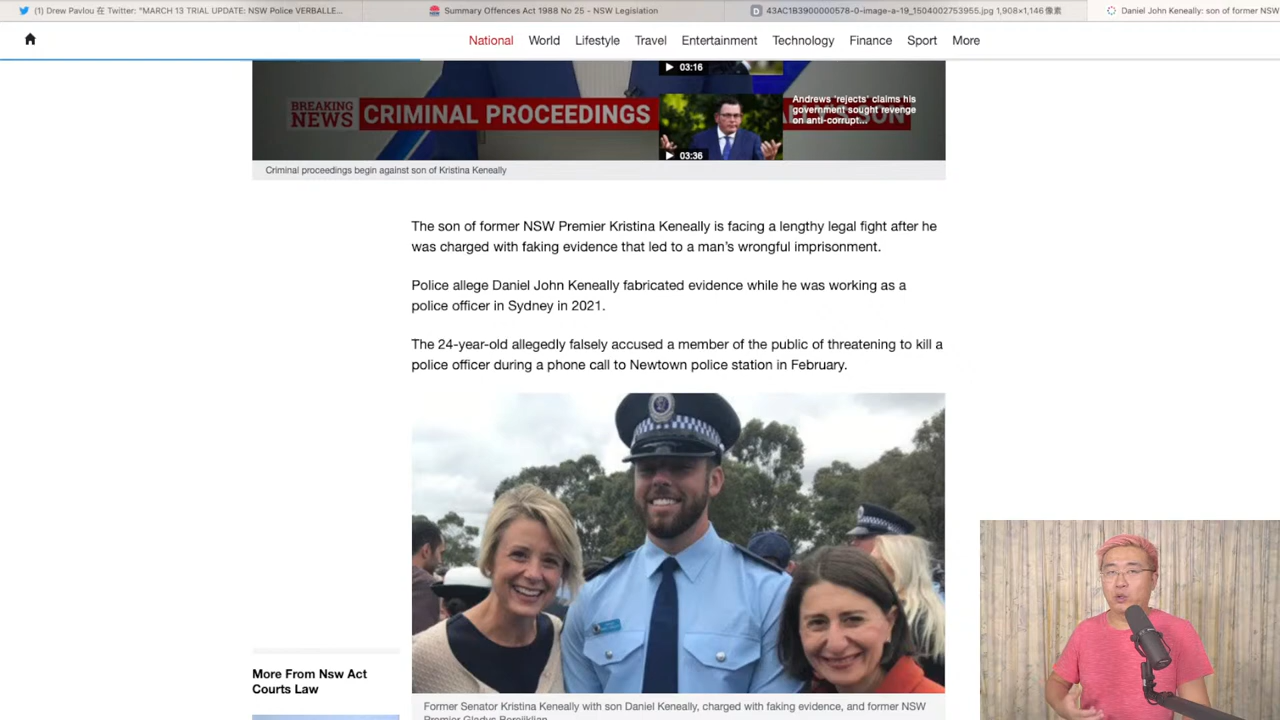 (1) Drew Pavlou 在 Twitter: "MARCH 13 TRIAL UPDATE: NSW Police VERBALLE...
Summary Offences Act 1988 No 25 - NSW Legislation
43AC1B3900000578-0-image-a-19_1504002753955.jpg 1,908×1,146像素
Daniel John Keneally: son of former NSW
National World Lifestyle Travel Entertainment Technology Finance Sport More
03:16
BREAKING NEWS
CRIMINAL PROCEEDINGS
SON
Andrews 'rejects' claims his
government sought revenge
on anti-corrupt...
03:36
Criminal proceedings begin against son of Kristina Keneally
The son of former NSW Premier Kristina Keneally is facing a lengthy legal fight after he
was charged with faking evidence that led to a man's wrongful imprisonment.
Police allege Daniel John Keneally fabricated evidence while he was working as a
police officer in Sydney in 2021.
The 24-year-old allegedly falsely accused a member of the public of threatening to kill a
police officer during a phone call to Newtown police station in February.
More From Nsw Act
Courts Law
Former Senator Kristina Keneally with son Daniel Keneally, charged with faking evidence, and former NSW
Premier Gladys Berejiklian